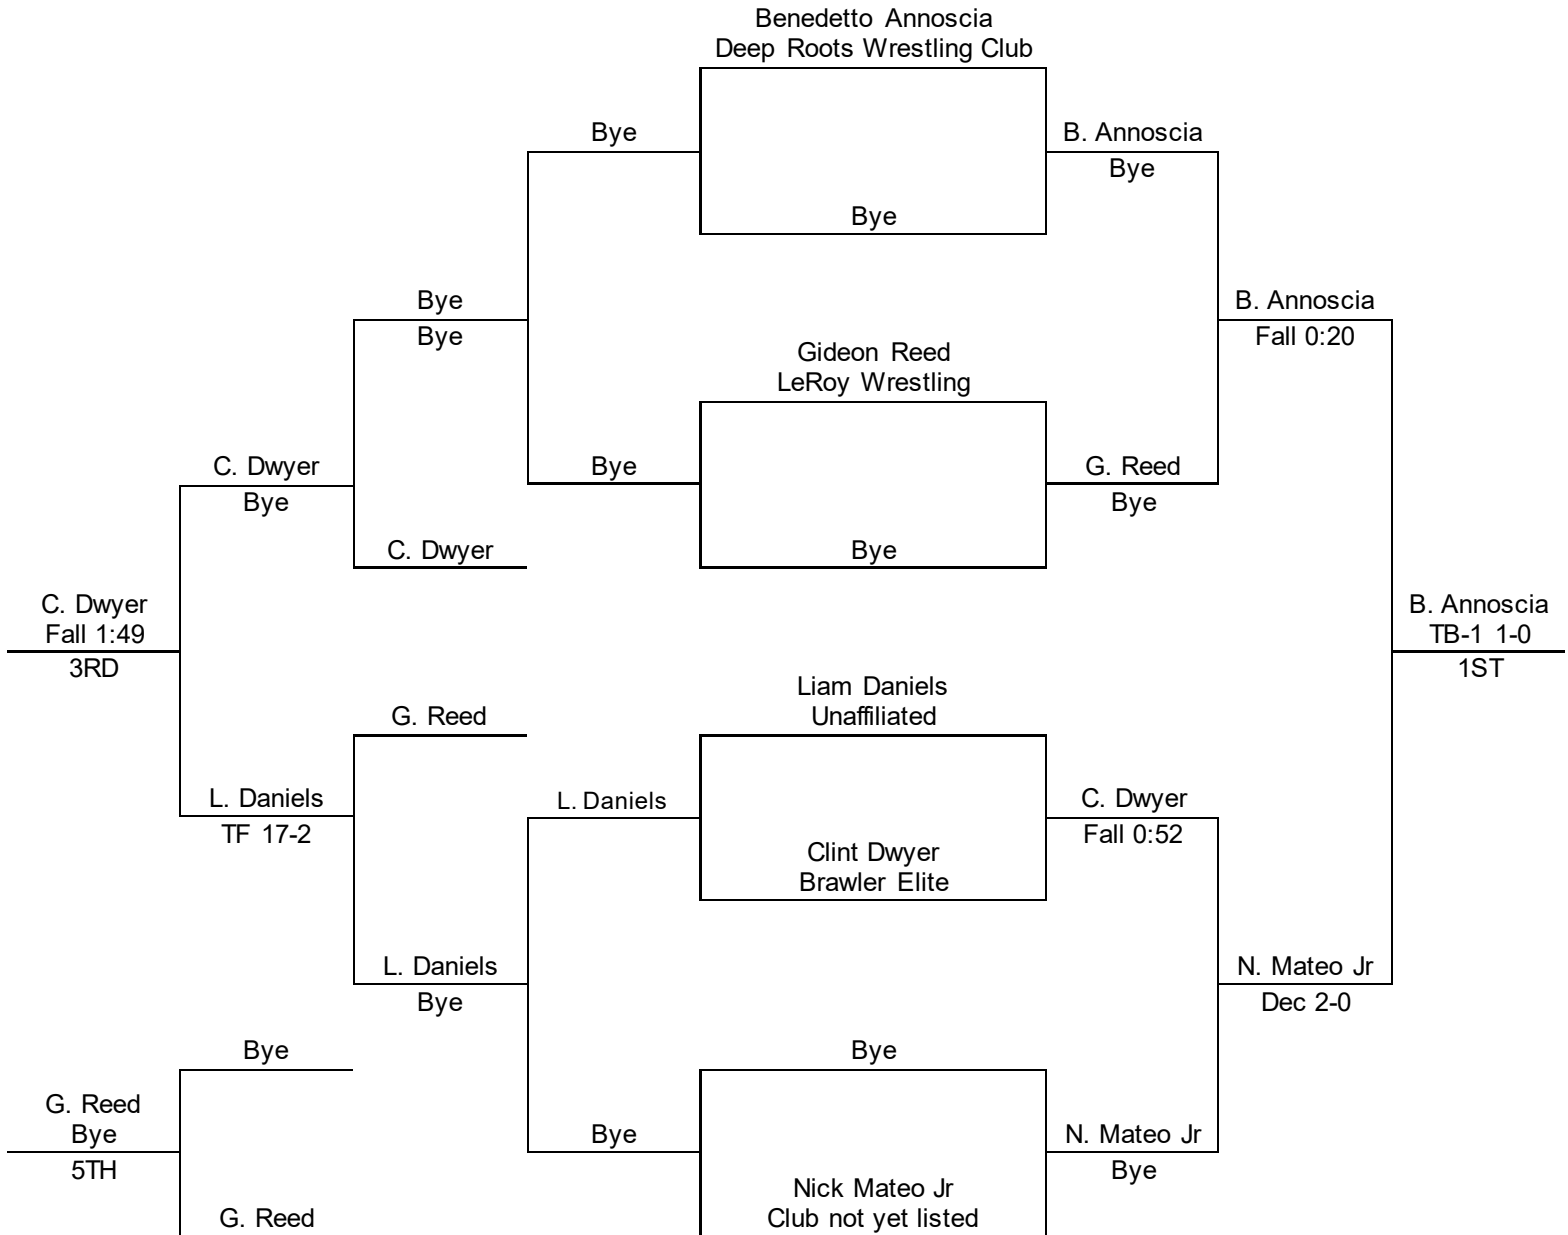 Benedetto Annoscia
Deep Roots Wrestling Club
Bye
B. Annoscia
Bye
Bye
Bye
Bye
B. Annoscia
Fall 0:20
Gideon Reed
LeRoy Wrestling
C. Dwyer
Bye
Bye
G. Reed
Bye
C. Dwyer
Bye
C. Dwyer
Fall 1:49
3RD
B. Annoscia
TB-1 1-0
1ST
Liam Daniels
Unaffiliated
G. Reed
L. Daniels
TF 17-2
L. Daniels
C. Dwyer
Fall 0:52
Clint Dwyer
Brawler Elite
L. Daniels
Bye
N. Mateo Jr
Dec 2-0
Bye
Bye
G. Reed
Bye
5TH
Bye
N. Mateo Jr
Bye
Nick Mateo Jr
Club not yet listed
G. Reed